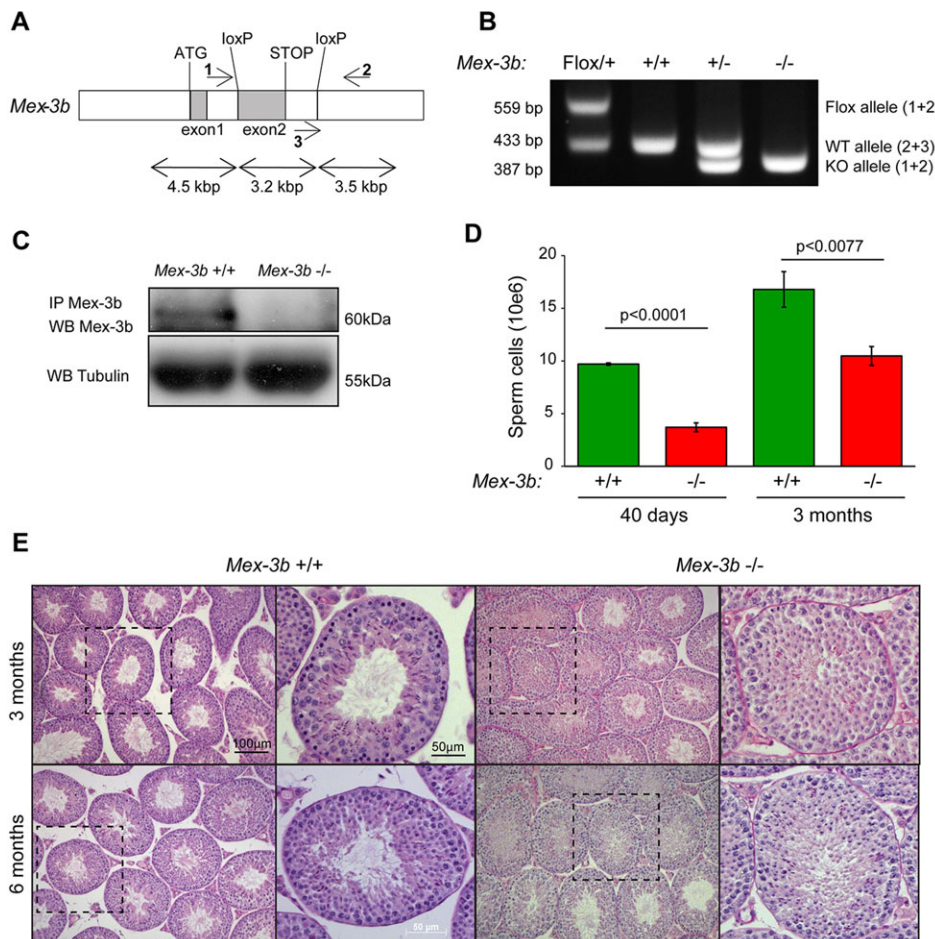 A
loxP
loxP
ATG
STOP
1
2
Mex-3b
exon1
exon2
3
4.5 kbp
3.2 kbp
3.5 kbp
B
Mex-3b:
Flox/+
+/+
+/-
-/-
559 bp
Flox allele (1+2
433 bp
WT allele (2+3)
387 bp
KO allele (1+2)
C
Mex-3b +/+
Mex-3b -/-
IP Mex-3b
WB Mex-3b
60kDa
WB Tubulin
55kDa
D
Sperm cells (10e6)
20
15
10
5
0
p<0.0001
p<0.0077
Mex-3b:
+/+
-/-
+/+
-/-
40 days
3 months
E
Mex-3b +/+
Mex-3b -/-
3 months
100µm
50µm
6 months
50 µm